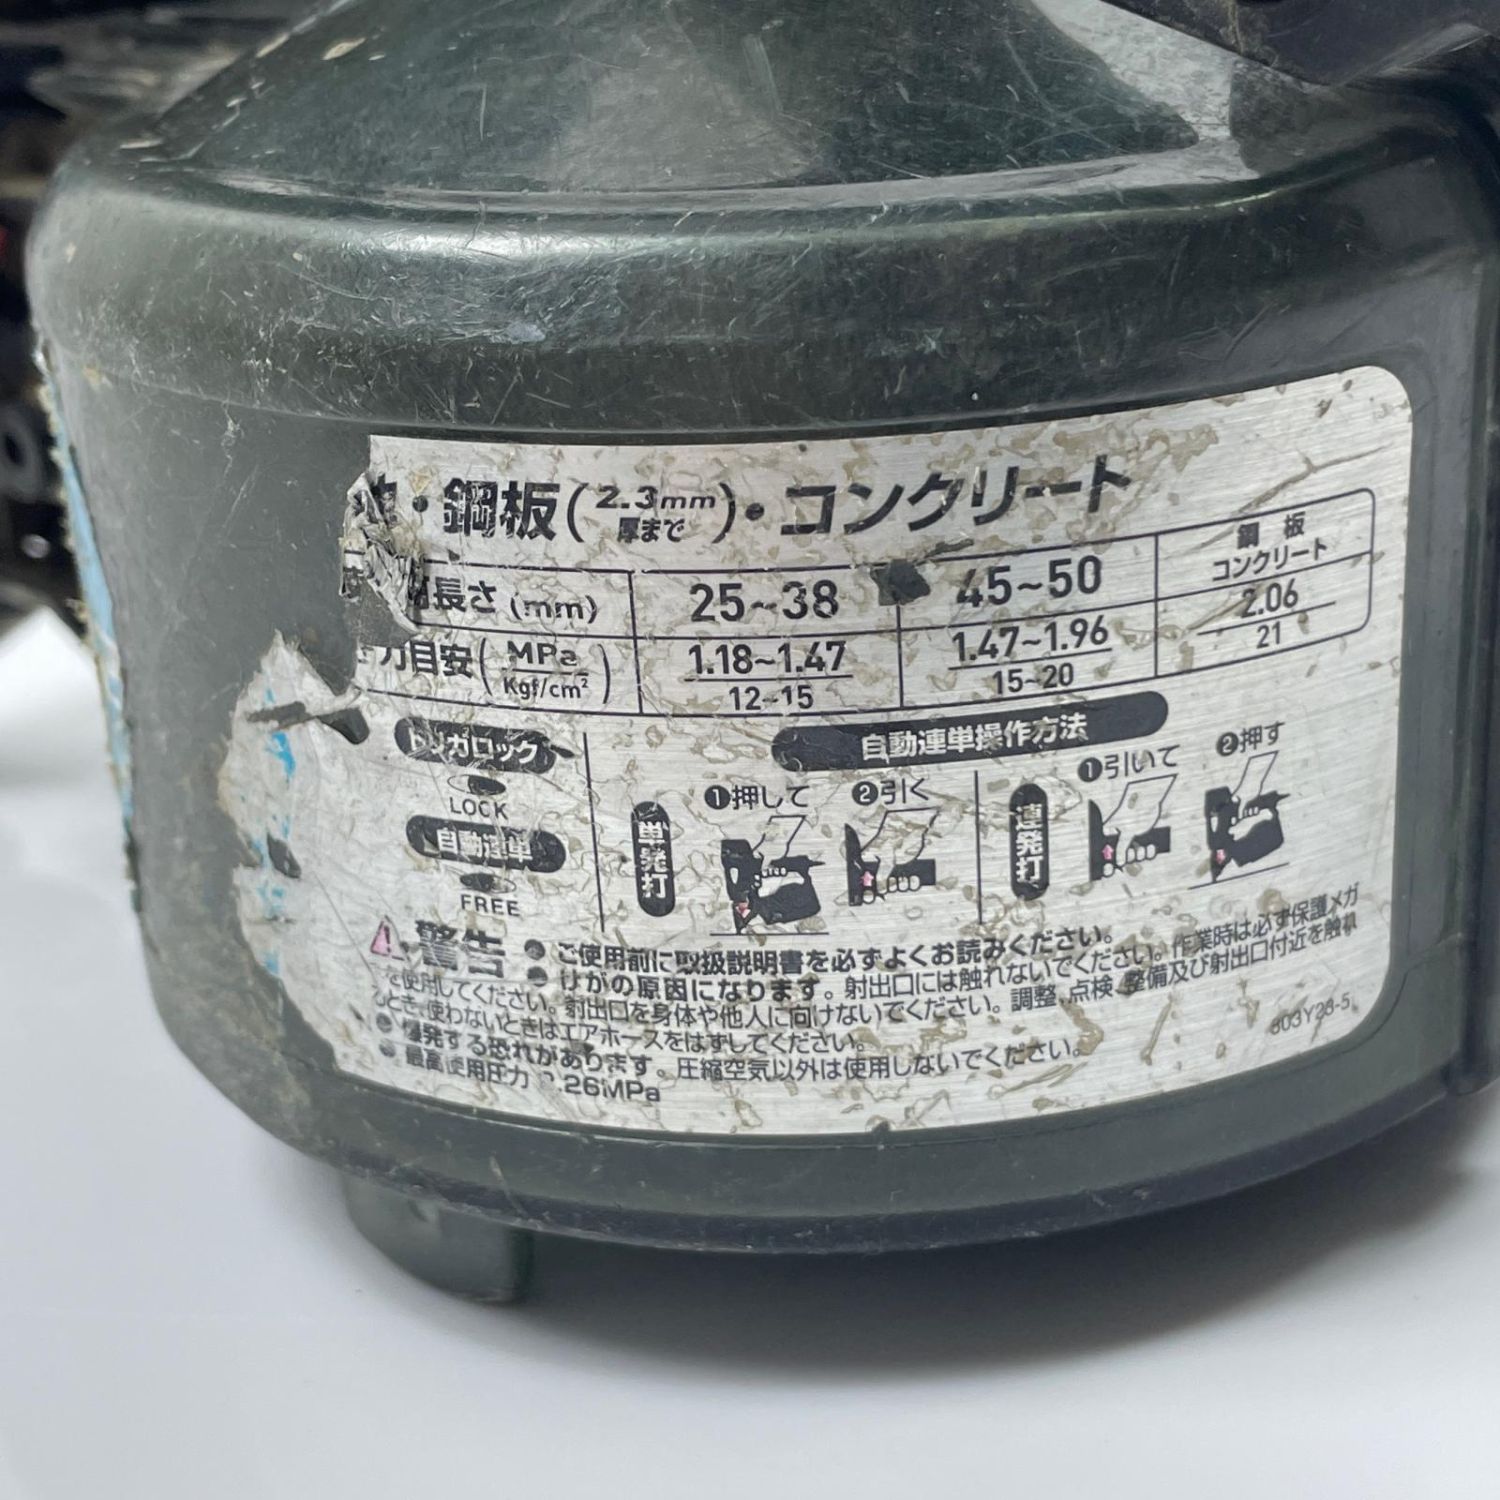 ・鋼板(2.3mm厚まで)・コンクリート
長さ(mm) 25~38 45~50 鋼板 コンクリート
力目安(MPa Kgf/cm²) 1.18~1.47 12~15 1.47~1.96 15~20 2.06 21
トリガロック
LOCK
自動連単
FREE
自動連単操作方法
単発打
❶押して ❷引く
連発打
❶引いて ❷押す
警告
●ご使用前に取扱説明書を必ずよくお読みください。
●けがの原因になります。射出口には触れないでください。作業時は必ず保護メガ
を使用してください。射出口を身体や他人に向けないでください。調整、点検、整備及び射出口付近を触れ
るとき、使わないときはエアホースをはずしてください。
●爆発する恐れがあります。圧縮空気以外は使用しないでください。
●最高使用圧力 .26MPa
803Y23-5